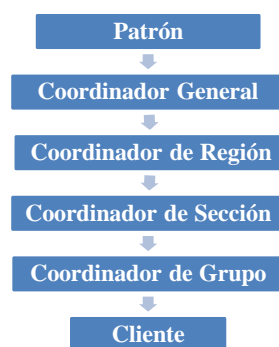 Patrón
Coordinador General
Coordinador de Región
Coordinador de Sección
Coordinador de Grupo
Cliente